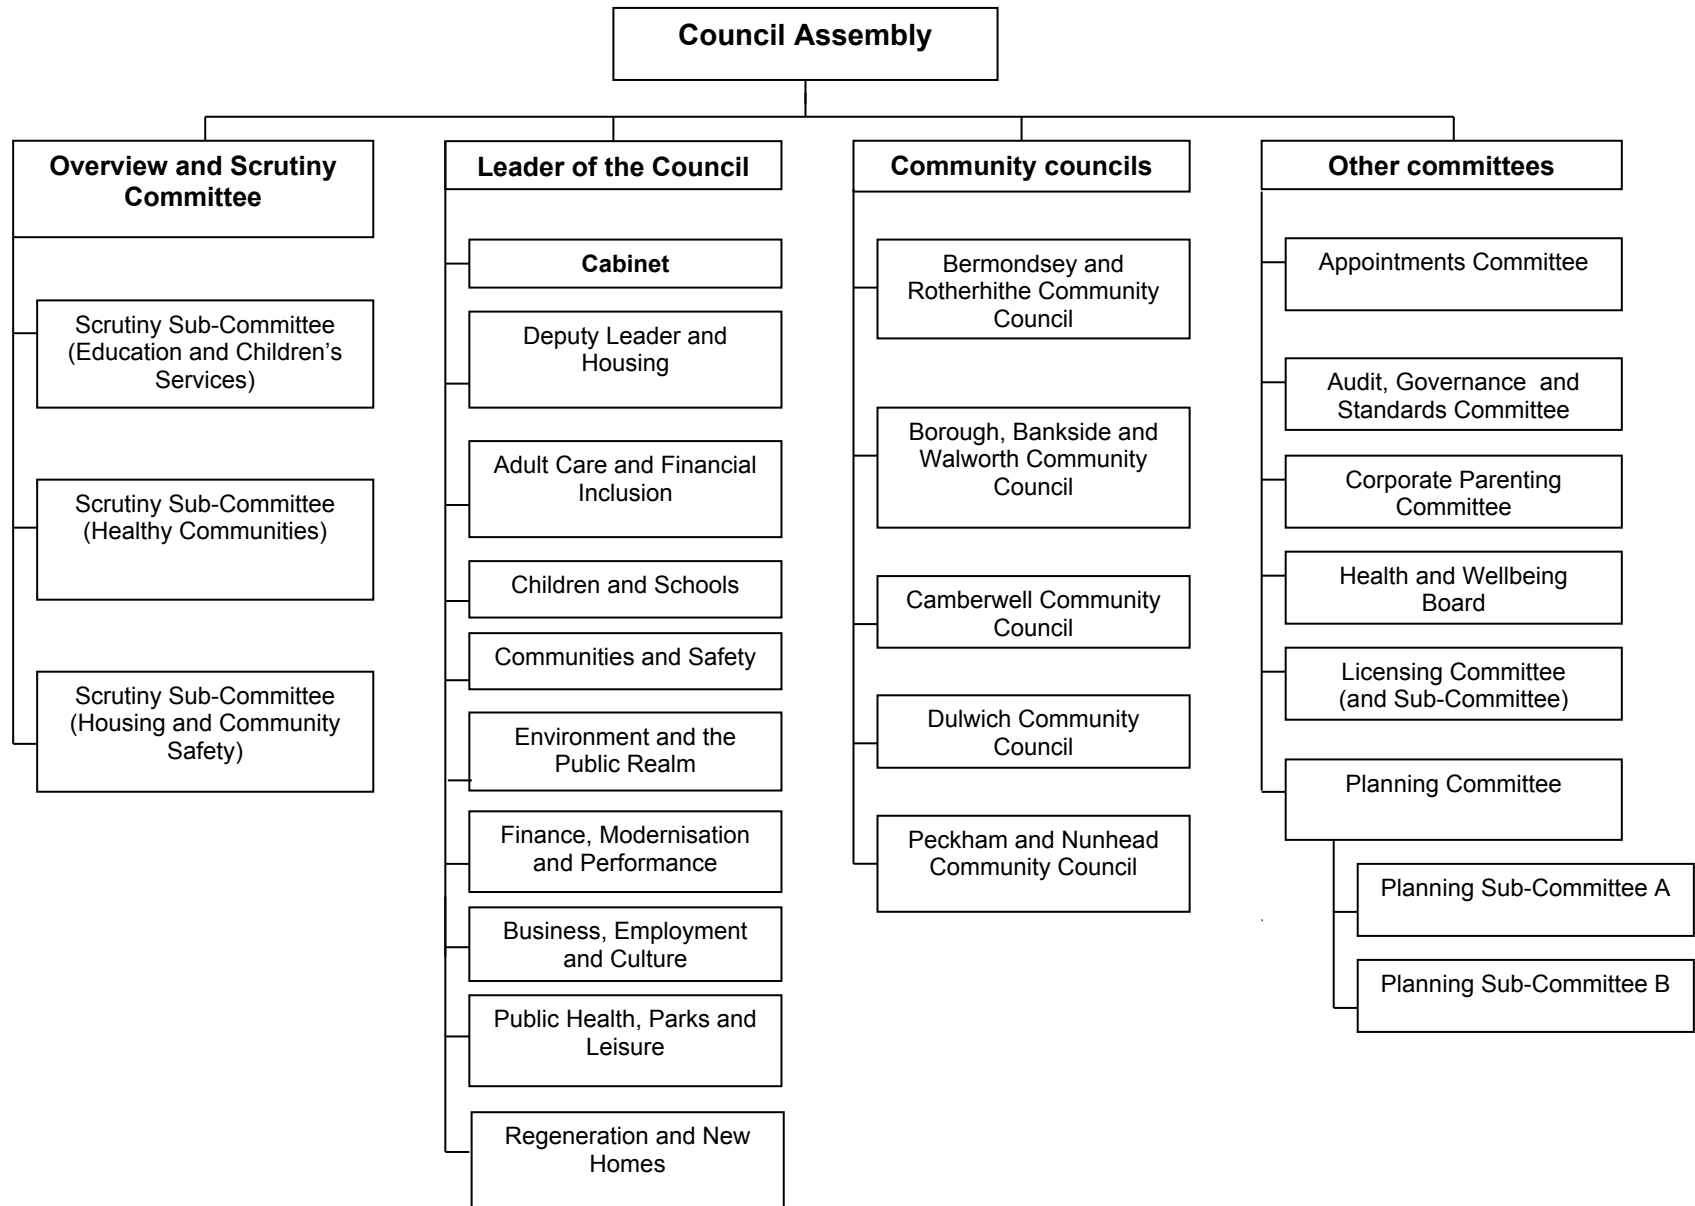 Council Assembly
Overview and Scrutiny
Committee
Scrutiny Sub-Committee
(Education and Children’s
Services)
Scrutiny Sub-Committee
(Healthy Communities)
Scrutiny Sub-Committee
(Housing and Community
Safety)
Leader of the Council
Cabinet
Deputy Leader and
Housing
Adult Care and Financial
Inclusion
Children and Schools
Communities and Safety
Environment and the
Public Realm
Finance, Modernisation
and Performance
Business, Employment
and Culture
Public Health, Parks and
Leisure
Regeneration and New
Homes
Community councils
Bermondsey and
Rotherhithe Community
Council
Borough, Bankside and
Walworth Community
Council
Camberwell Community
Council
Dulwich Community
Council
Peckham and Nunhead
Community Council
Other committees
Appointments Committee
Audit, Governance  and
Standards Committee
Corporate Parenting
Committee
Health and Wellbeing
Board
Licensing Committee
(and Sub-Committee)
Planning Committee
Planning Sub-Committee A
Planning Sub-Committee B